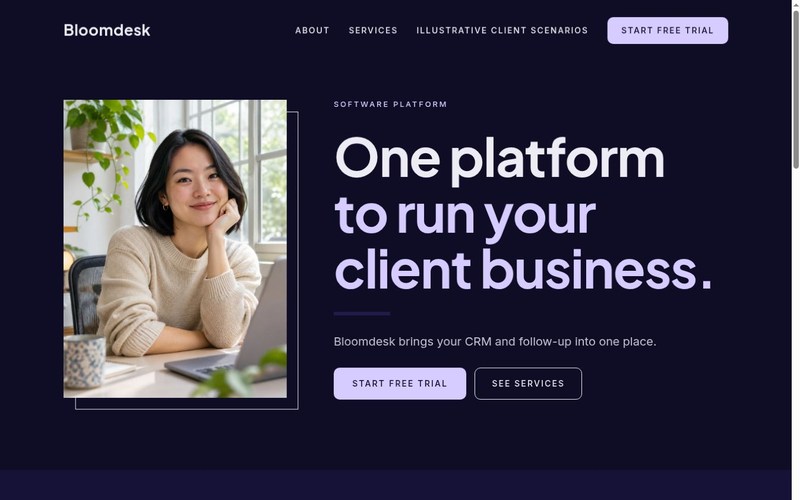 Bloomdesk
ABOUT
SERVICES
ILLUSTRATIVE CLIENT SCENARIOS
START FREE TRIAL
SOFTWARE PLATFORM
One platform
to run your
client business.
Bloomdesk brings your CRM and follow-up into one place.
START FREE TRIAL
SEE SERVICES